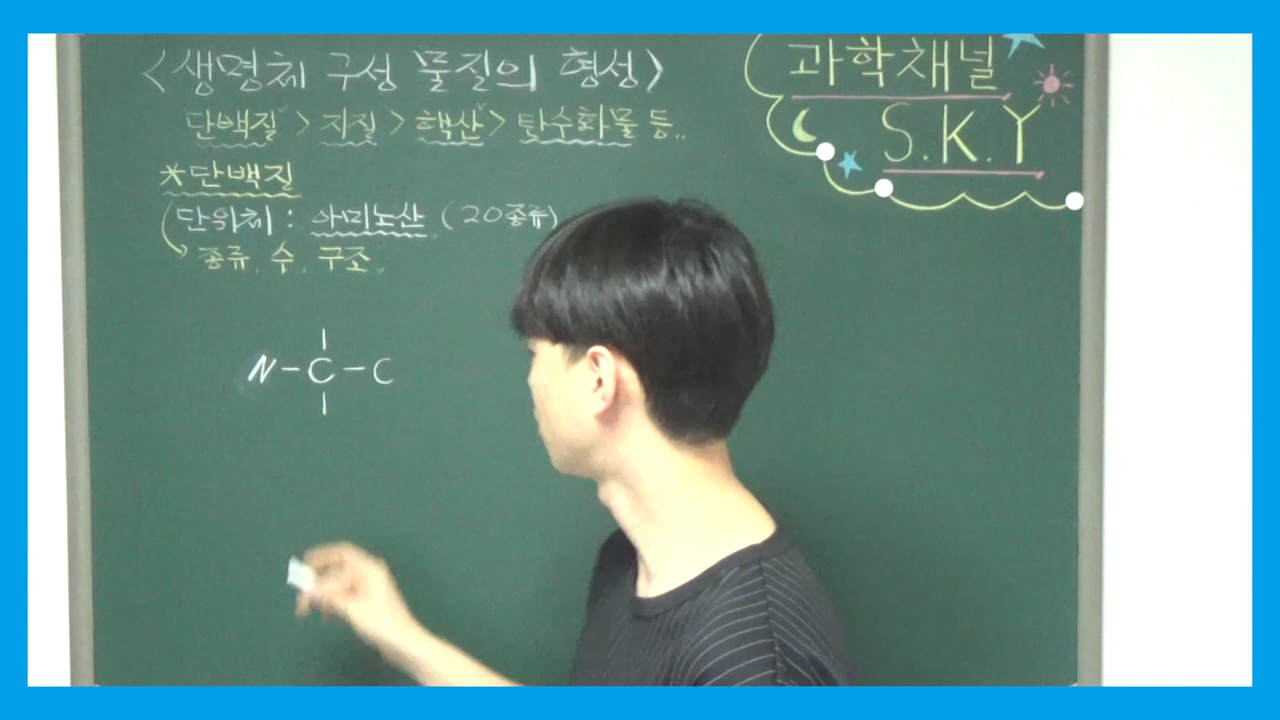 <생명체 구성 물질의 형성>
단백질 > 지질 > 핵산 > 탄수화물 등..
*단백질
단위체 : 아미노산 (20종류)
종류, 수, 구조..
N-C-C
과학채널
S.K.Y